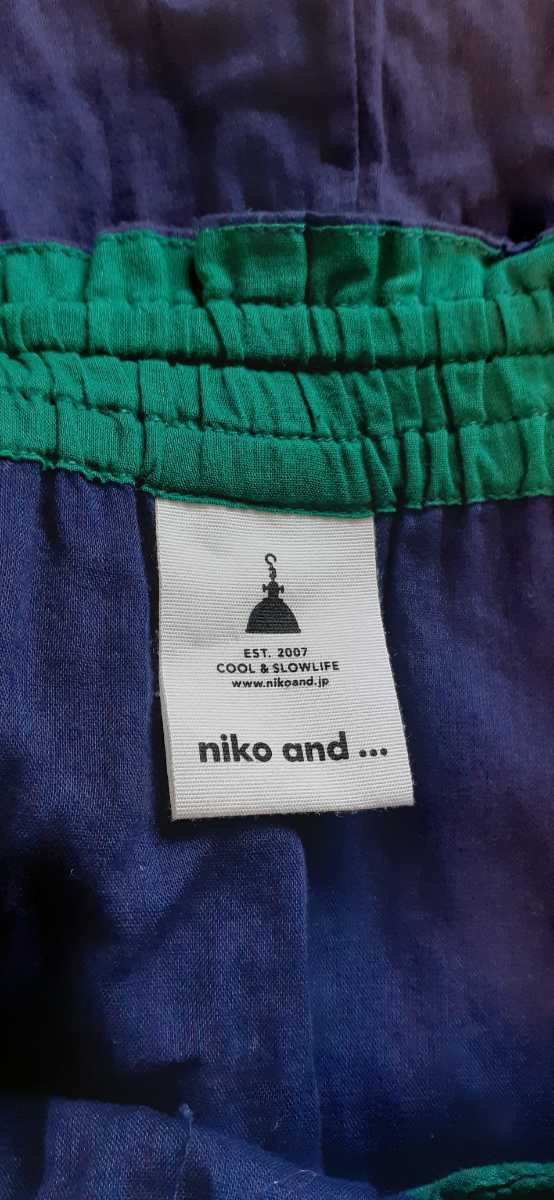 EST. 2007
COOL & SLOWLIFE
www.nikoand.jp
niko and ...